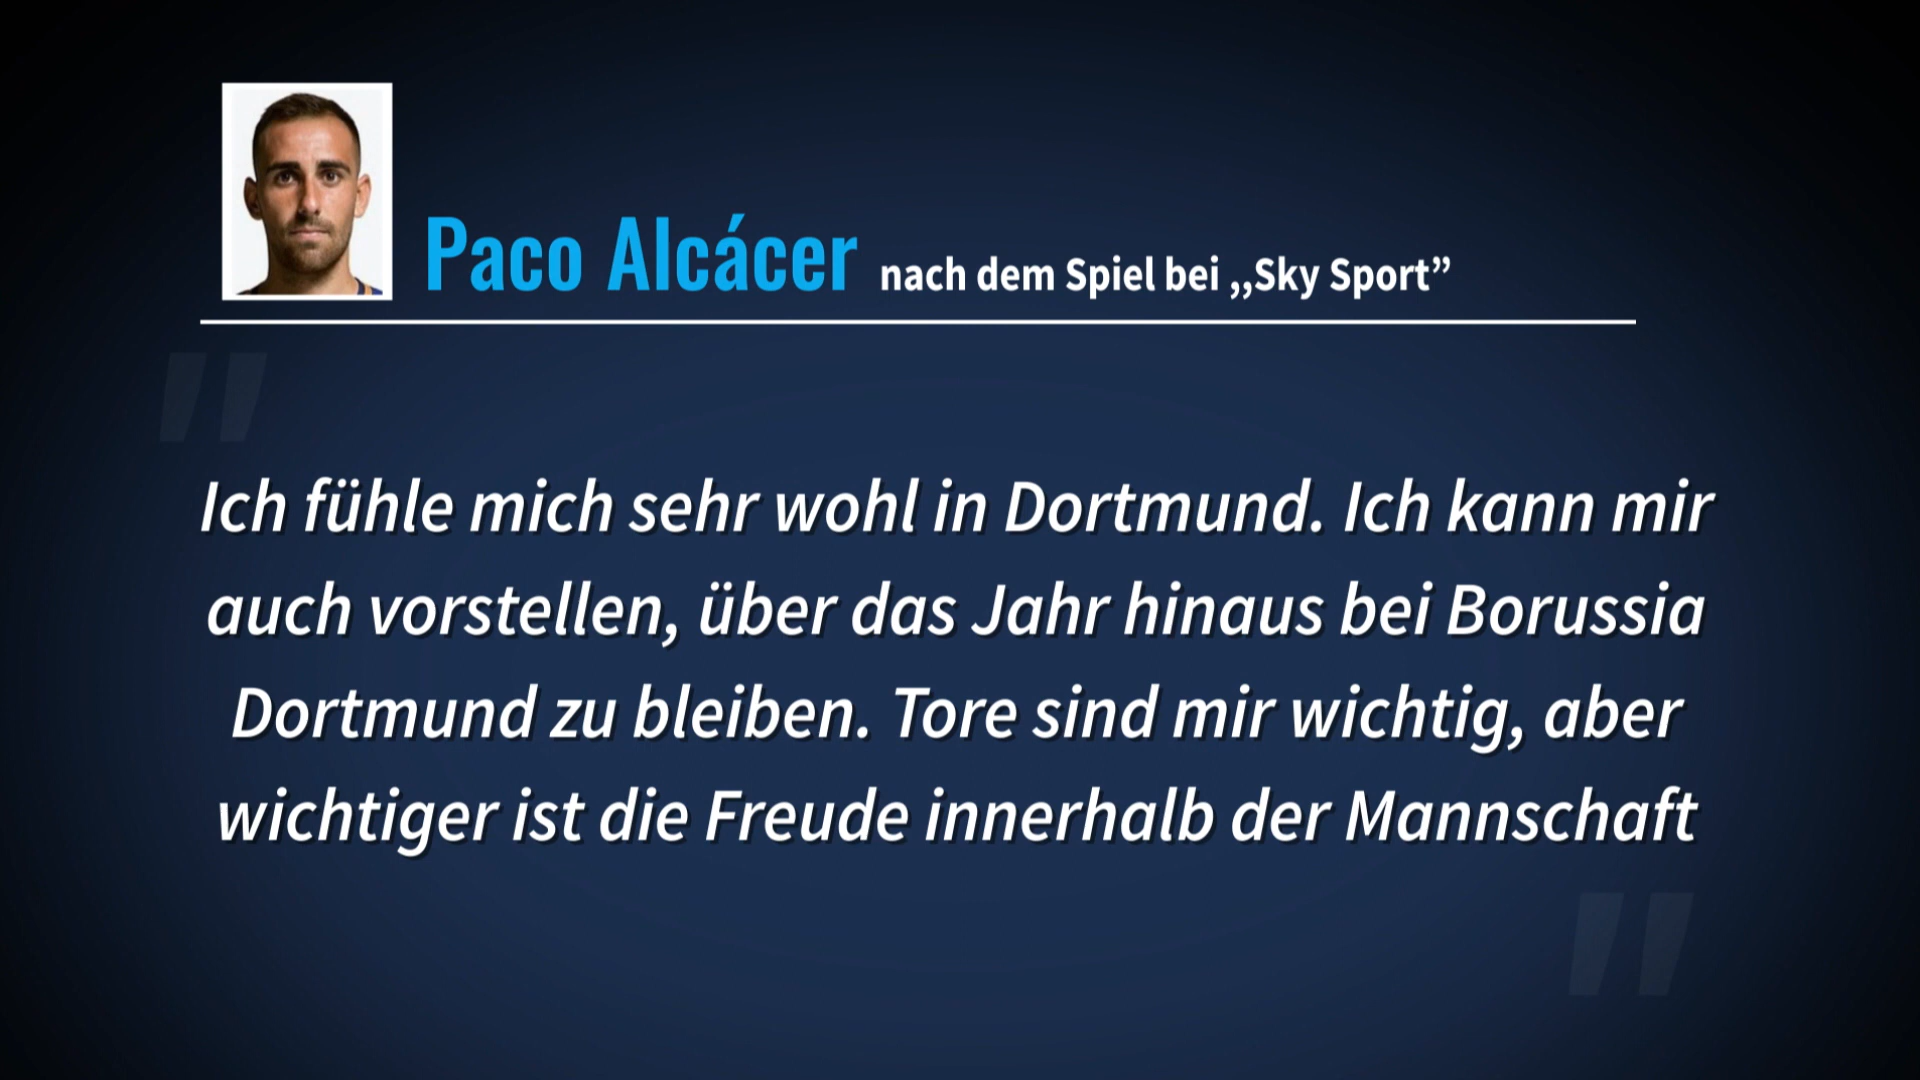 Paco Alcácer nach dem Spiel bei ,,Sky Sport”
"
Ich fühle mich sehr wohl in Dortmund. Ich kann mir
auch vorstellen, über das Jahr hinaus bei Borussia
Dortmund zu bleiben. Tore sind mir wichtig, aber
wichtiger ist die Freude innerhalb der Mannschaft
"